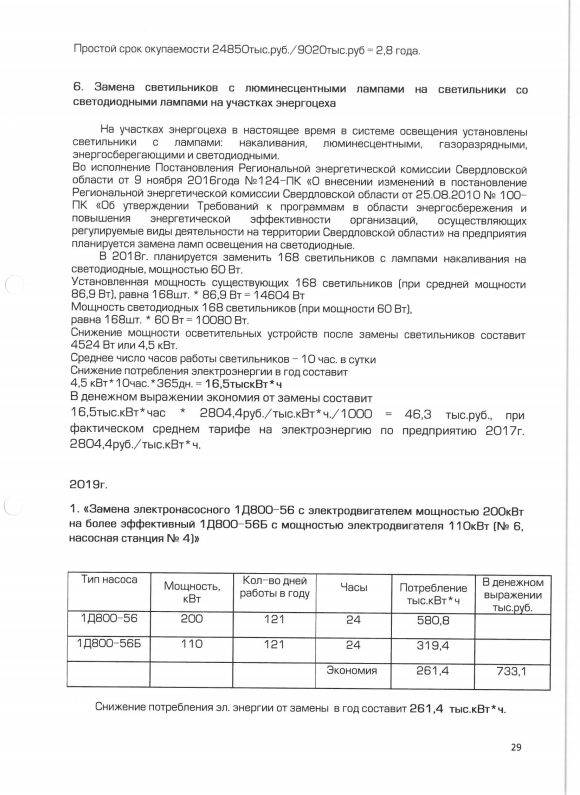 Простой срок окупаемости 24850тыс.руб./9020тыс.руб = 2,8 года.
6. Замена светильников с люминесцентными лампами на светильники со
светодиодными лампами на участках энергоцеха
На участках энергоцеха в настоящее время в системе освещения установлены
светильники с лампами: накаливания, люминесцентными, газоразрядными,
энергосберегающими и светодиодными.
Во исполнение Постановления Региональной энергетической комиссии Свердловской
области от 9 ноября 2016года №124-ПК «О внесении изменений в постановление
Региональной энергетической комиссии Свердловской области от 25.08.2010 № 100-
ПК «Об утверждении Требований к программам в области энергосбережения и
повышения энергетической эффективности организаций, осуществляющих
регулируемые виды деятельности на территории Свердловской области» на предприятия
планируется замена ламп освещения на светодиодные.
В 2018г. планируется заменить 168 светильников с лампами накаливания на
светодиодные, мощностью 60 Вт.
Установленная мощность существующих 168 светильников (при средней мощности
86,9 Вт), равна 168шт. * 86,9 Вт = 14604 Вт
Мощность светодиодных 168 светильников (при мощности 60 Вт),
равна 168шт. * 60 Вт = 10080 Вт.
Снижение мощности осветительных устройств после замены светильников составит
4524 Вт или 4,5 кВт.
Среднее число часов работы светильников – 10 час. в сутки
Снижение потребления электроэнергии в год составит
4,5 кВт*10час.*365дн. = 16,5тыскВт*ч
В денежном выражении экономия от замены составит
16,5тыс.кВт*час * 2804,4руб./тыс.кВт*ч./1000 = 46,3 тыс.руб., при
фактическом среднем тарифе на электроэнергию по предприятию 2017г.
2804,4руб./тыс.кВт*ч.
2019г.
1. «Замена электронасосного 1Д800-56 с электродвигателем мощностью 200кВт
на более эффективный 1Д800-56Б с мощностью электродвигателя 110кВт (№ 6,
насосная станция № 4)»
Тип насоса Мощность, кВт Кол-во дней работы в году Часы Потребление тыс.кВт*ч В денежном выражении тыс.руб.
1Д800-56 200 121 24 580,8
1Д800-56Б 110 121 24 319,4
Экономия 261,4 733,1
Снижение потребления эл. энергии от замены в год составит 261,4 тыс.кВт*ч.
29